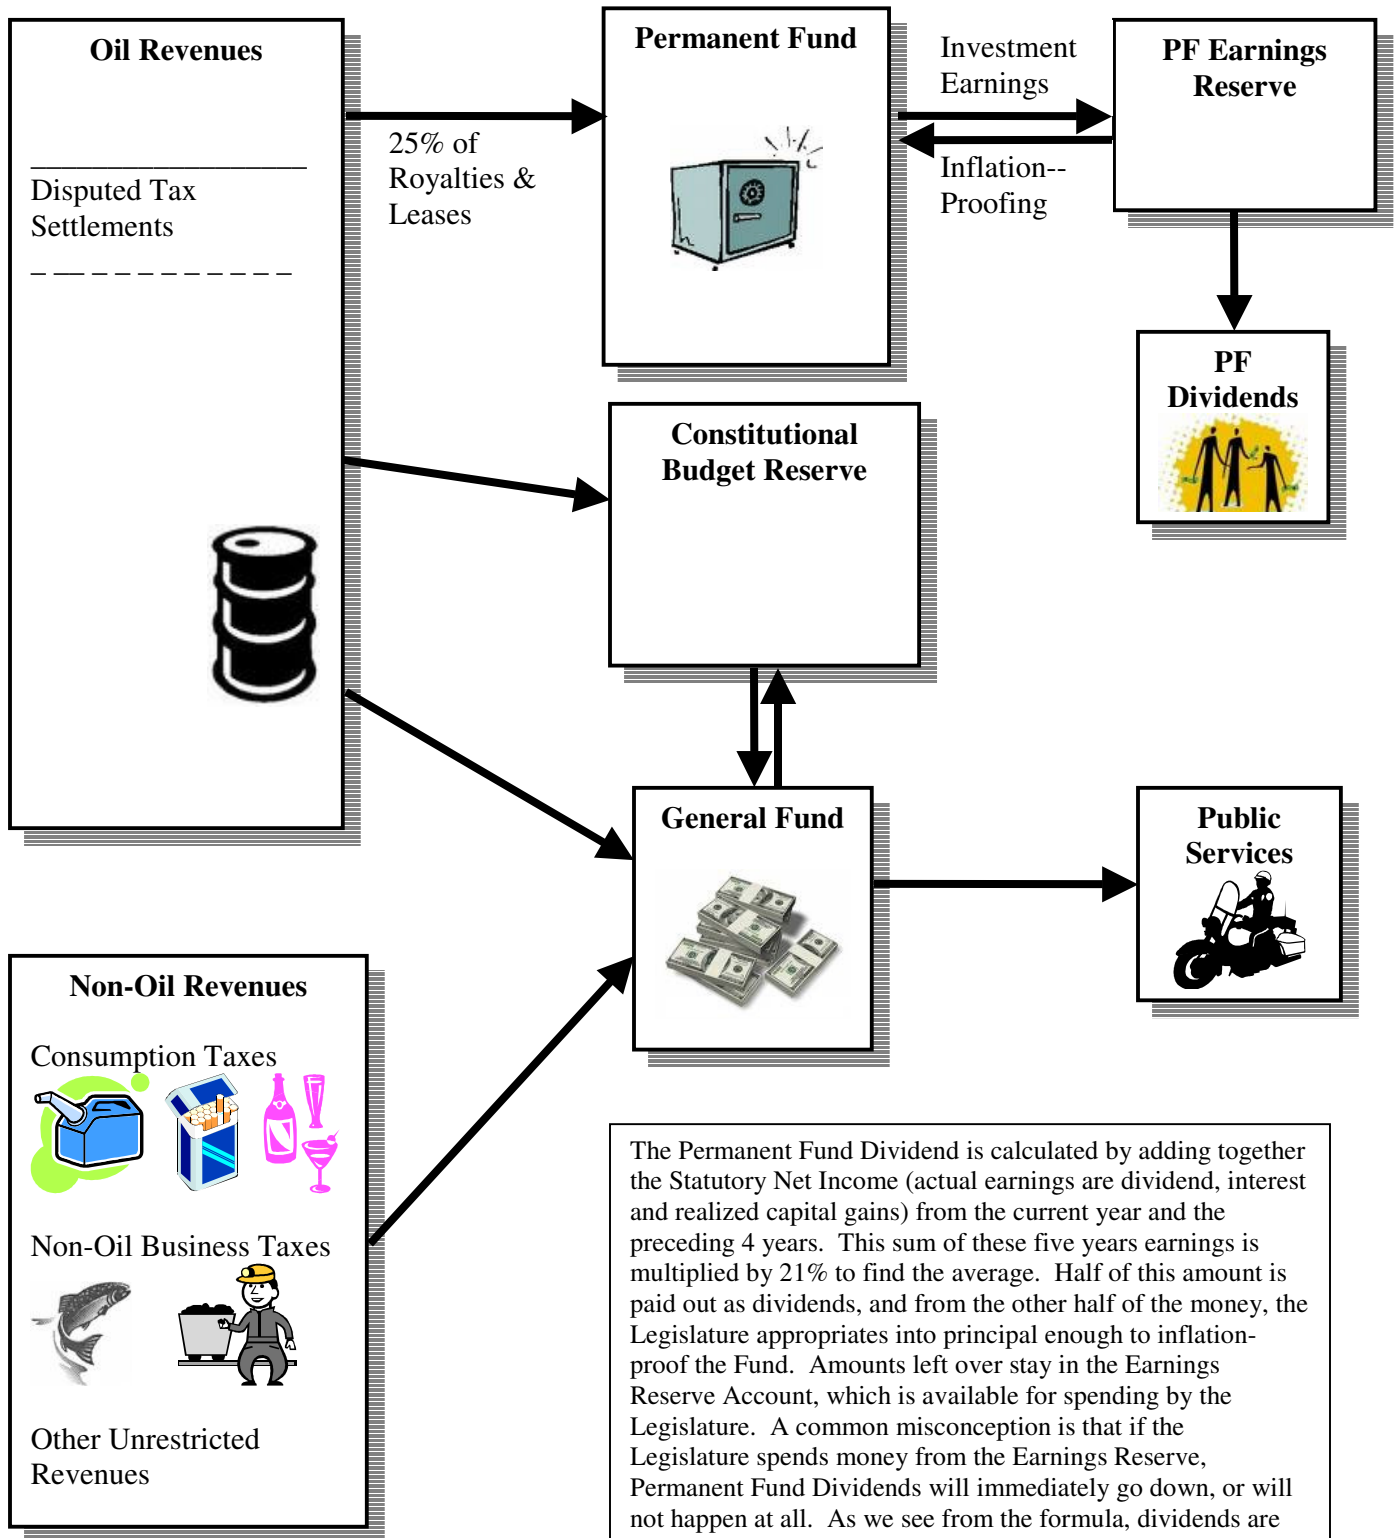 Oil Revenues
Disputed Tax
Settlements
25% of
Royalties &
Leases
Permanent Fund
Investment
Earnings
Inflation--
Proofing
PF Earnings
Reserve
PF
Dividends
Constitutional
Budget Reserve
General Fund
Public
Services
Non-Oil Revenues
Consumption Taxes
Non-Oil Business Taxes
Other Unrestricted
Revenues
The Permanent Fund Dividend is calculated by adding together
the Statutory Net Income (actual earnings are dividend, interest
and realized capital gains) from the current year and the
preceding 4 years.  This sum of these five years earnings is
multiplied by 21% to find the average.  Half of this amount is
paid out as dividends, and from the other half of the money, the
Legislature appropriates into principal enough to inflation-
proof the Fund.  Amounts left over stay in the Earnings
Reserve Account, which is available for spending by the
Legislature.  A common misconception is that if the
Legislature spends money from the Earnings Reserve,
Permanent Fund Dividends will immediately go down, or will
not happen at all.  As we see from the formula, dividends are